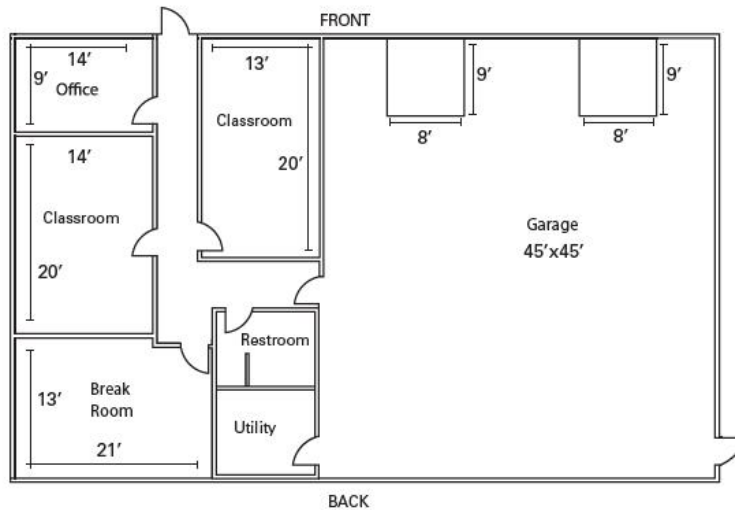 FRONT
14’
9’
Office
13’
Classroom
20’
9’
8’
9’
8’
14’
Classroom
20’
Garage
45’x45’
Restroom
13’
Break
Room
21’
Utility
BACK